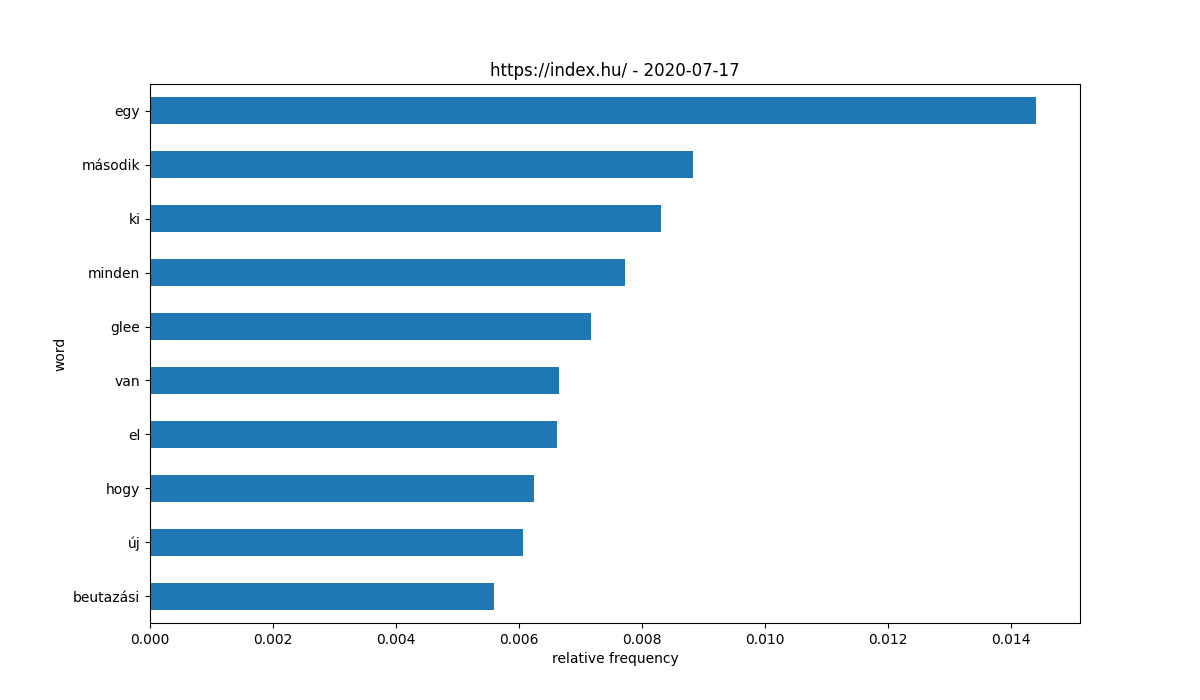 https://index.hu/ - 2020-07-17
egy
második
ki
minden
glee
van
el
hogy
új
beutazási
word
0.000 0.002 0.004 0.006 0.008 0.010 0.012 0.014
relative frequency